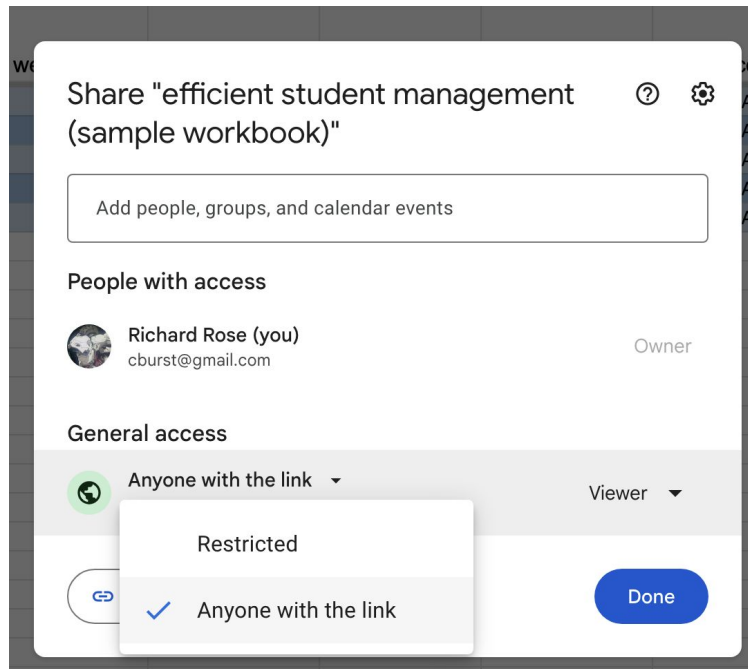 we
Share "efficient student management
(sample workbook)"
Add people, groups, and calendar events
People with access
Richard Rose (you)
cburst@gmail.com
Owner
General access
Anyone with the link
Viewer
Restricted
Anyone with the link
Done